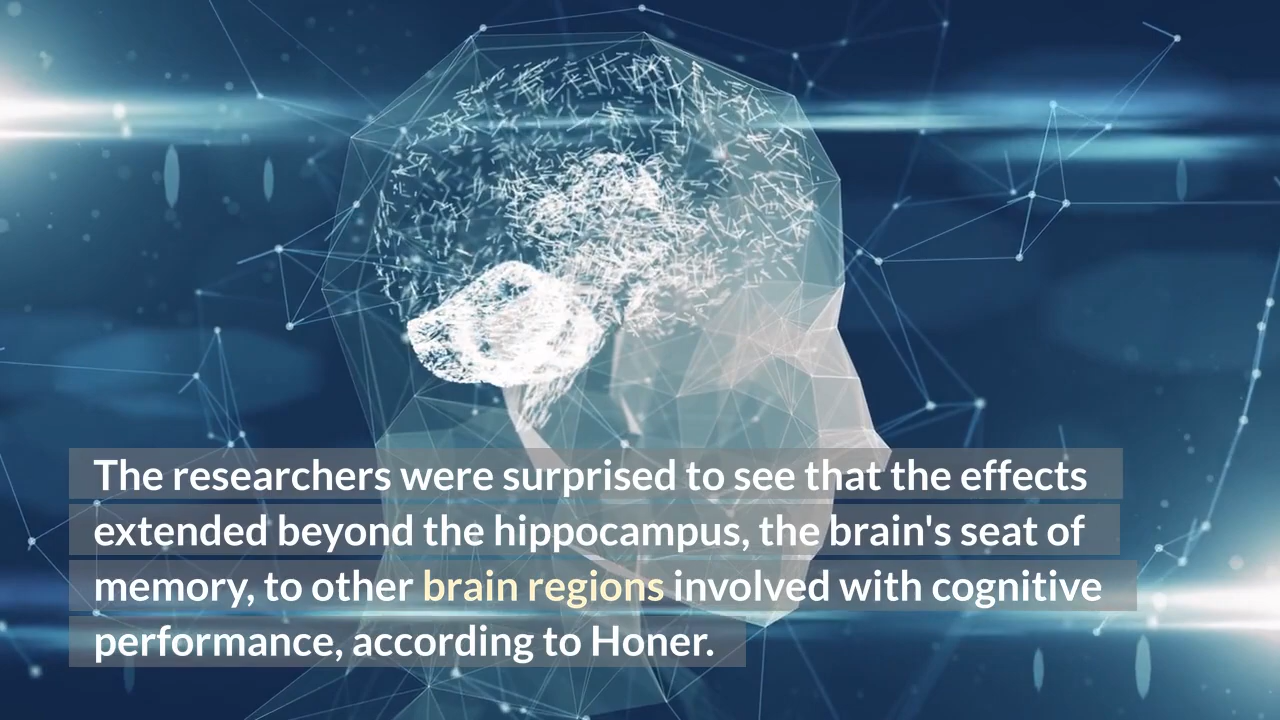 The researchers were surprised to see that the effects
extended beyond the hippocampus, the brain's seat of
memory, to other brain regions involved with cognitive
performance, according to Honer.